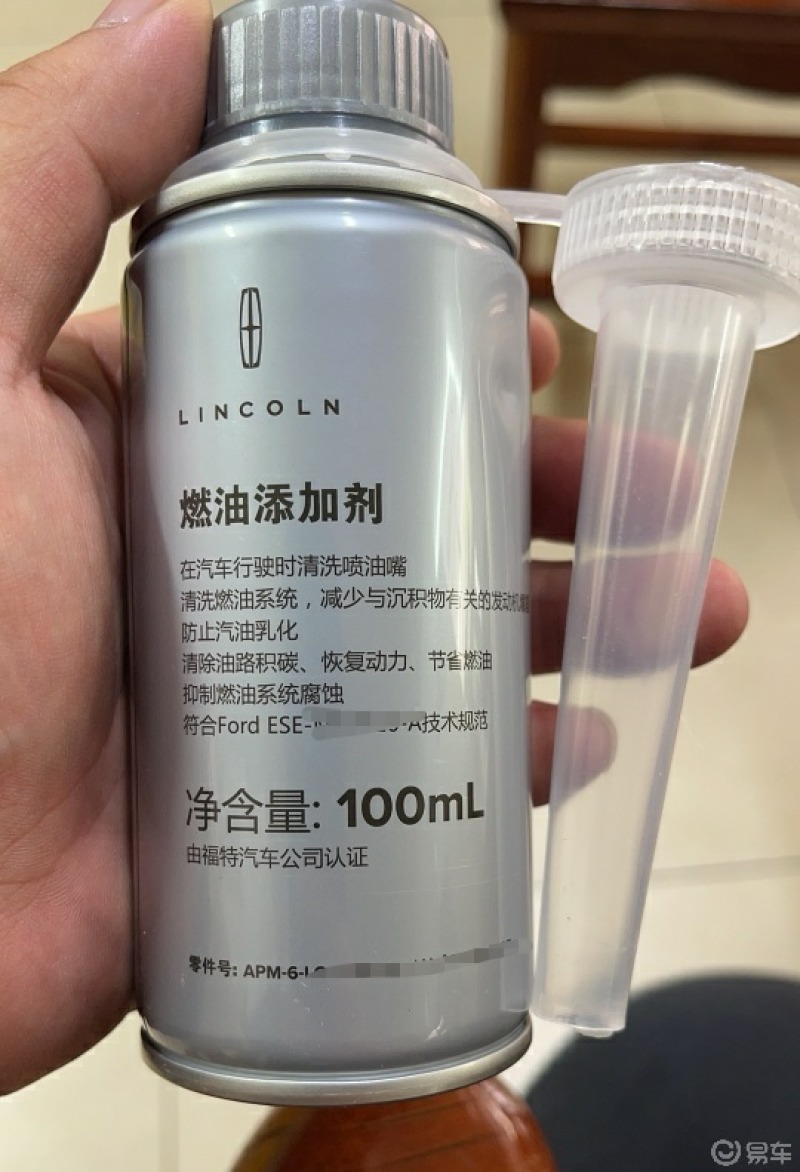 LINCOLN
燃油添加剂
在汽车行驶时清洗喷油嘴
清洗燃油系统，减少与沉积物有关的发动机
防止汽油乳化
清除油路积碳、恢复动力、节省燃油
抑制燃油系统腐蚀
符合Ford ESE- -A技术规范
净含量: 100mL
由福特汽车公司认证
零件号: APM-6-L
易车